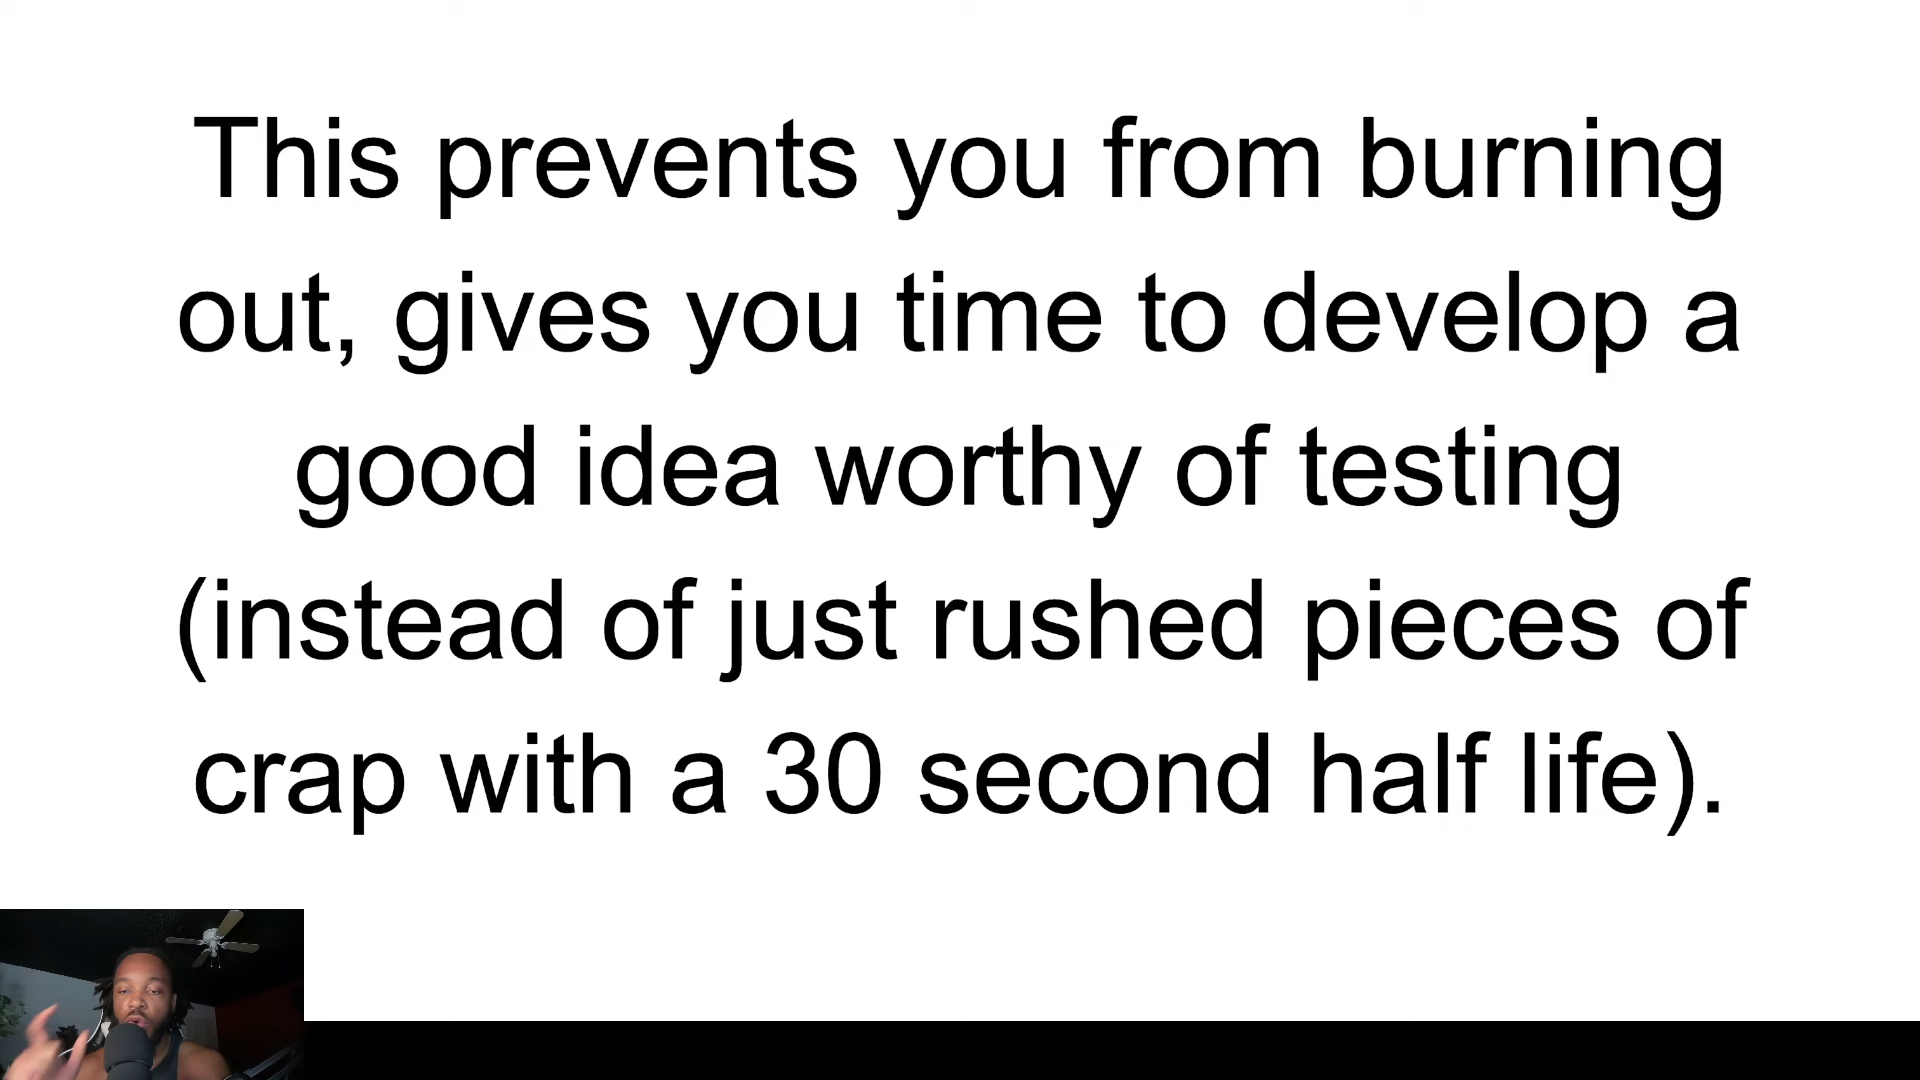 This prevents you from burning
out, gives you time to develop a
good idea worthy of testing
(instead of just rushed pieces of
crap with a 30 second half life).